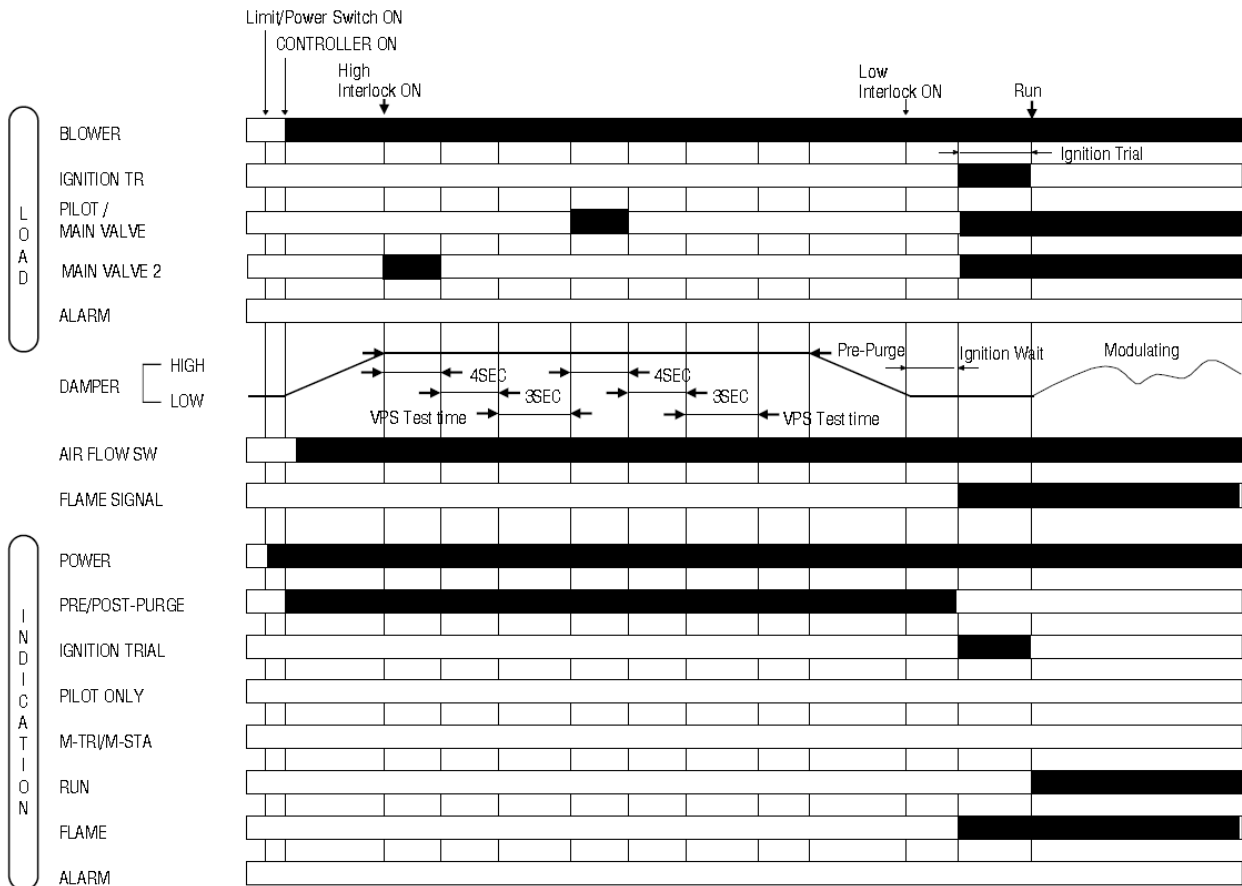 Limit/Power Switch ON
CONTROLLER ON
High
Interlock ON
Low
Interlock ON
Run
LOAD
BLOWER
Ignition Trial
IGNITION TR
PILOT /
MAIN VALVE
MAIN VALVE 2
ALARM
DAMPER
HIGH
LOW
Pre-Purge
Ignition Wait
Modulating
4SEC
4SEC
3SEC
3SEC
VPS Test time
VPS Test time
AIR FLOW SW
FLAME SIGNAL
INDICATION
POWER
PRE/POST-PURGE
IGNITION TRIAL
PILOT ONLY
M-TRI/M-STA
RUN
FLAME
ALARM